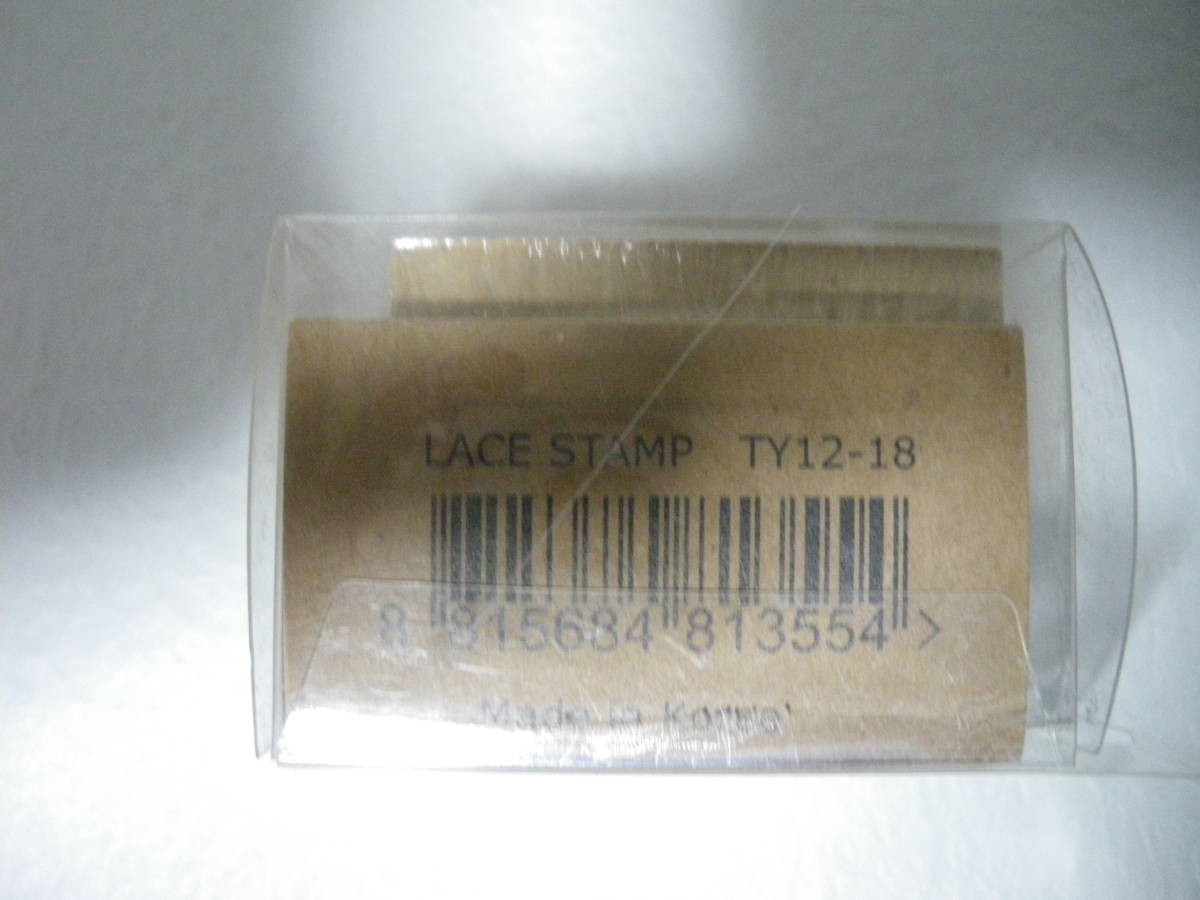 LACE STAMP TY12-18
8 815684 813554 >
Made in Korea